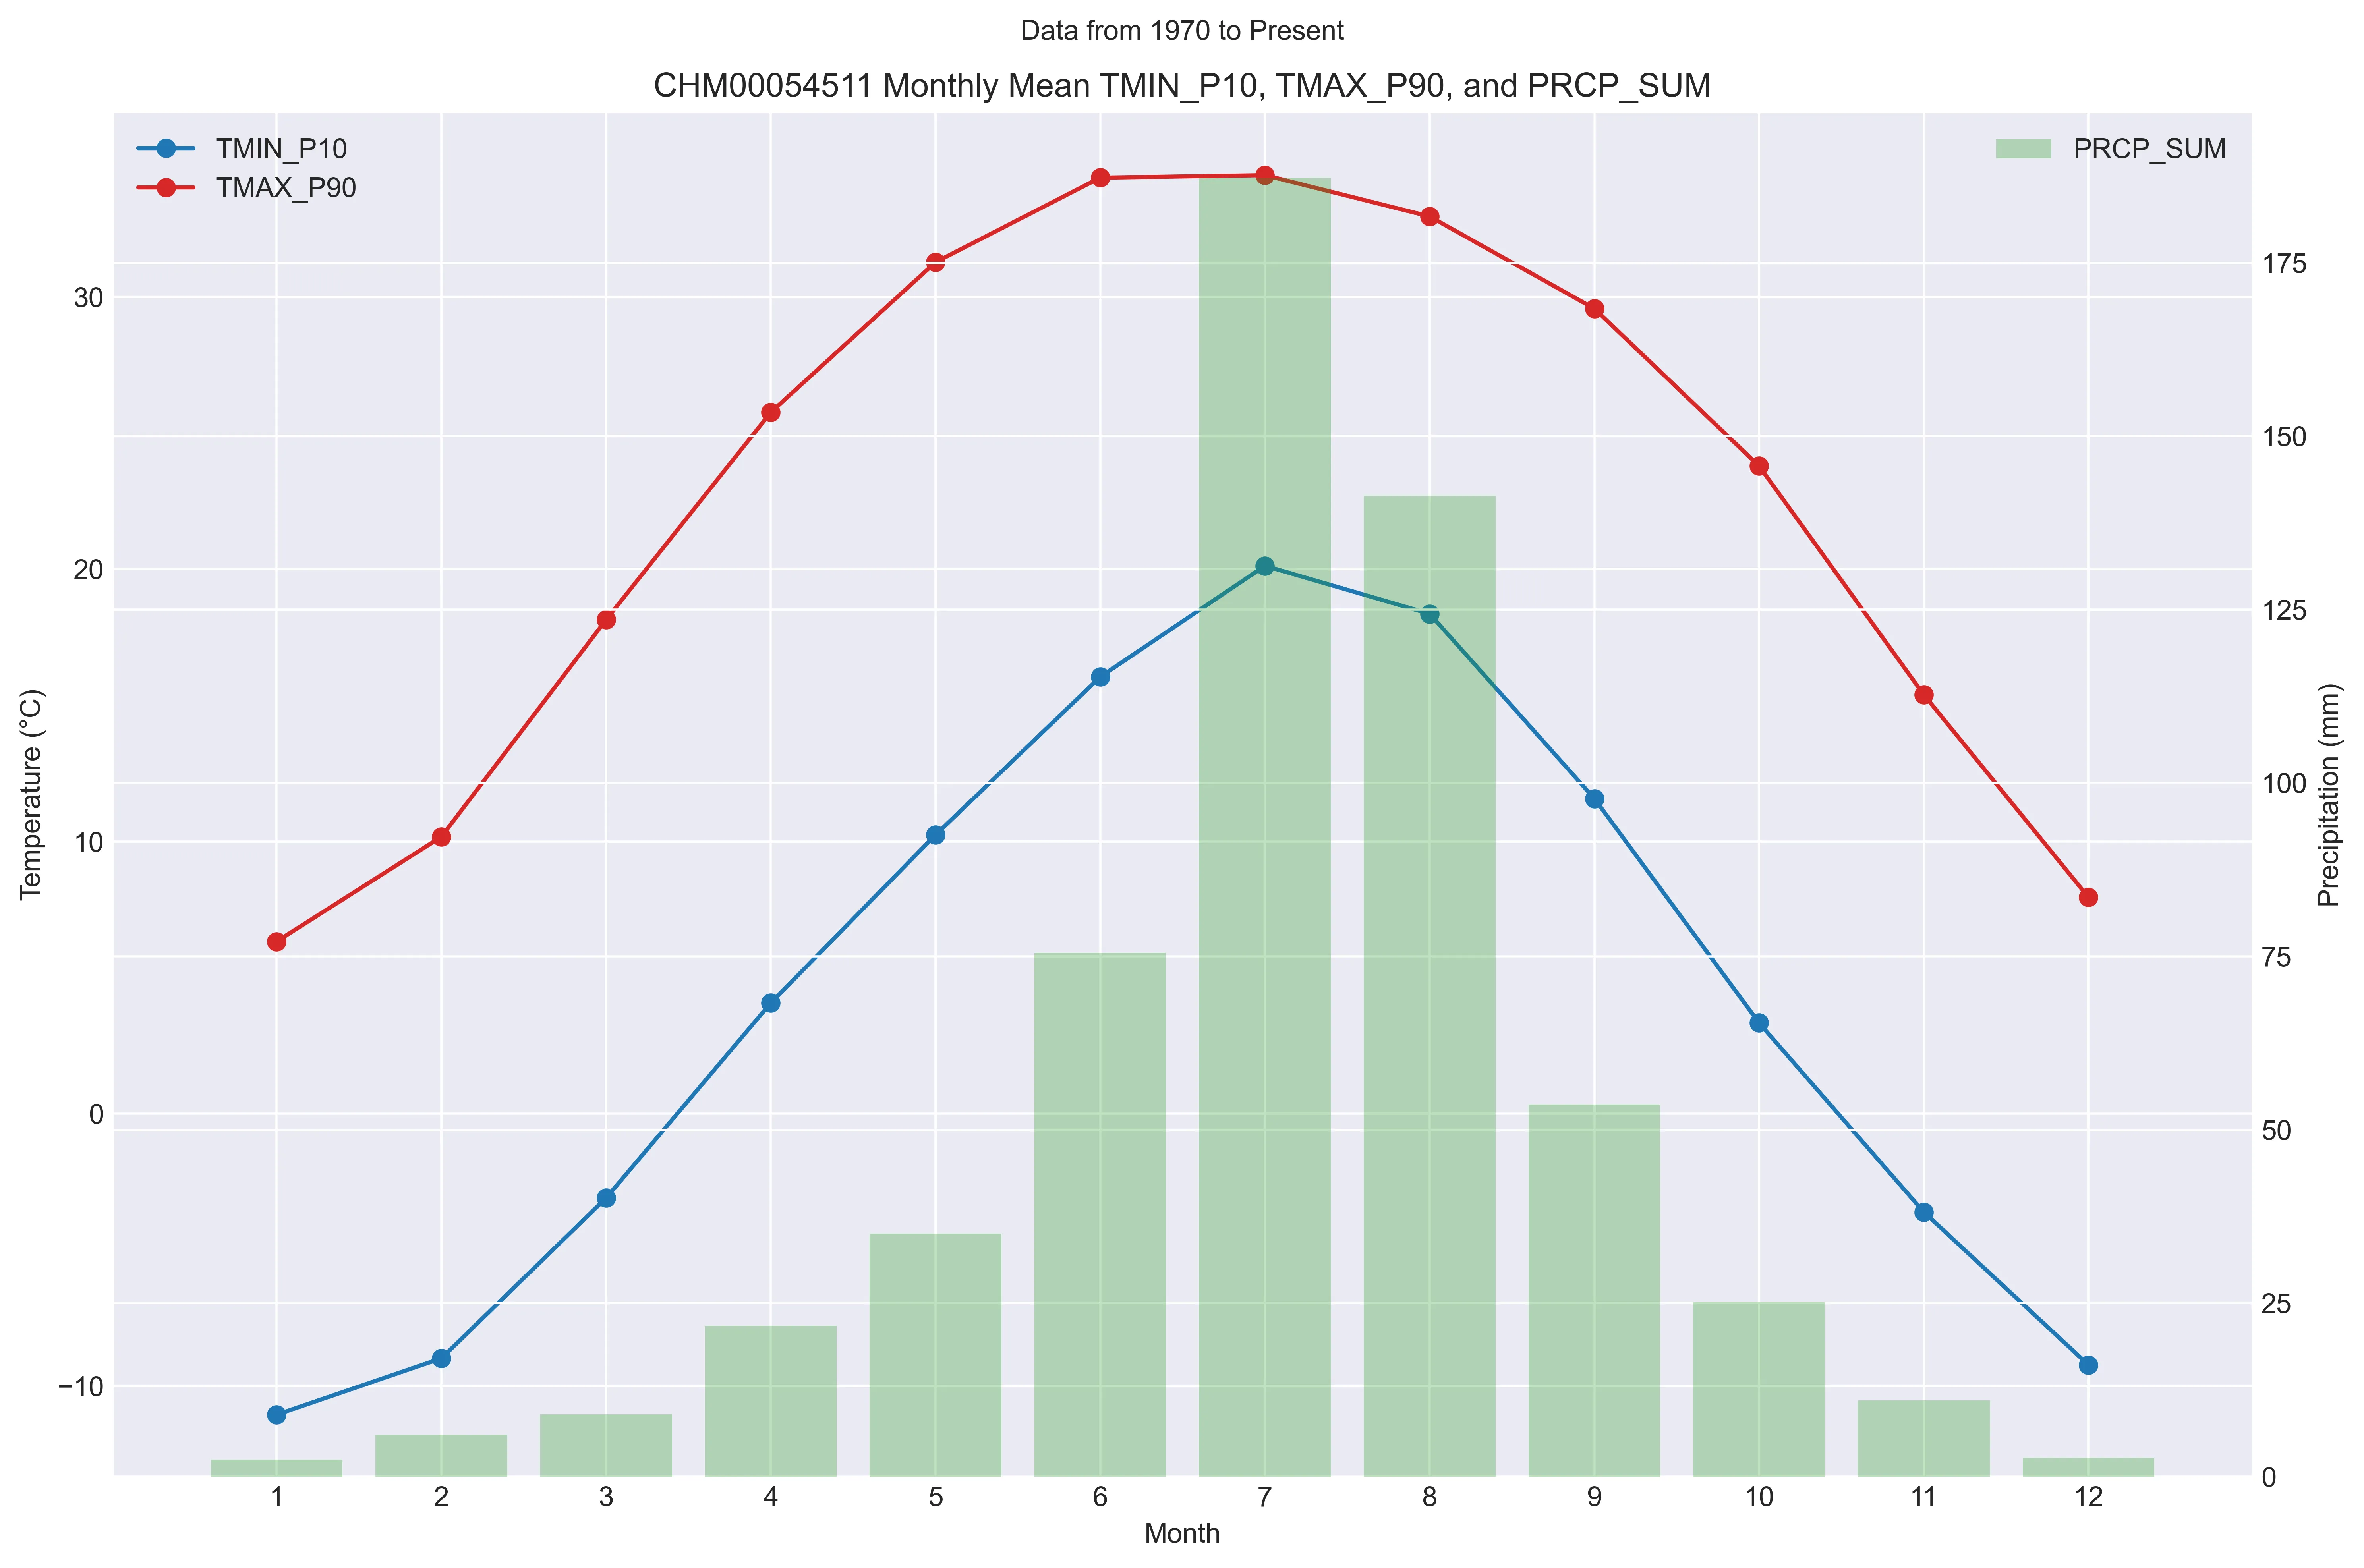 Data from 1970 to Present
CHM00054511 Monthly Mean TMIN_P10, TMAX_P90, and PRCP_SUM
TMIN_P10
TMAX_P90
PRCP_SUM
Temperature (°C)
30
20
10
0
−10
Precipitation (mm)
175
150
125
100
75
50
25
0
1 2 3 4 5 6 7 8 9 10 11 12
Month